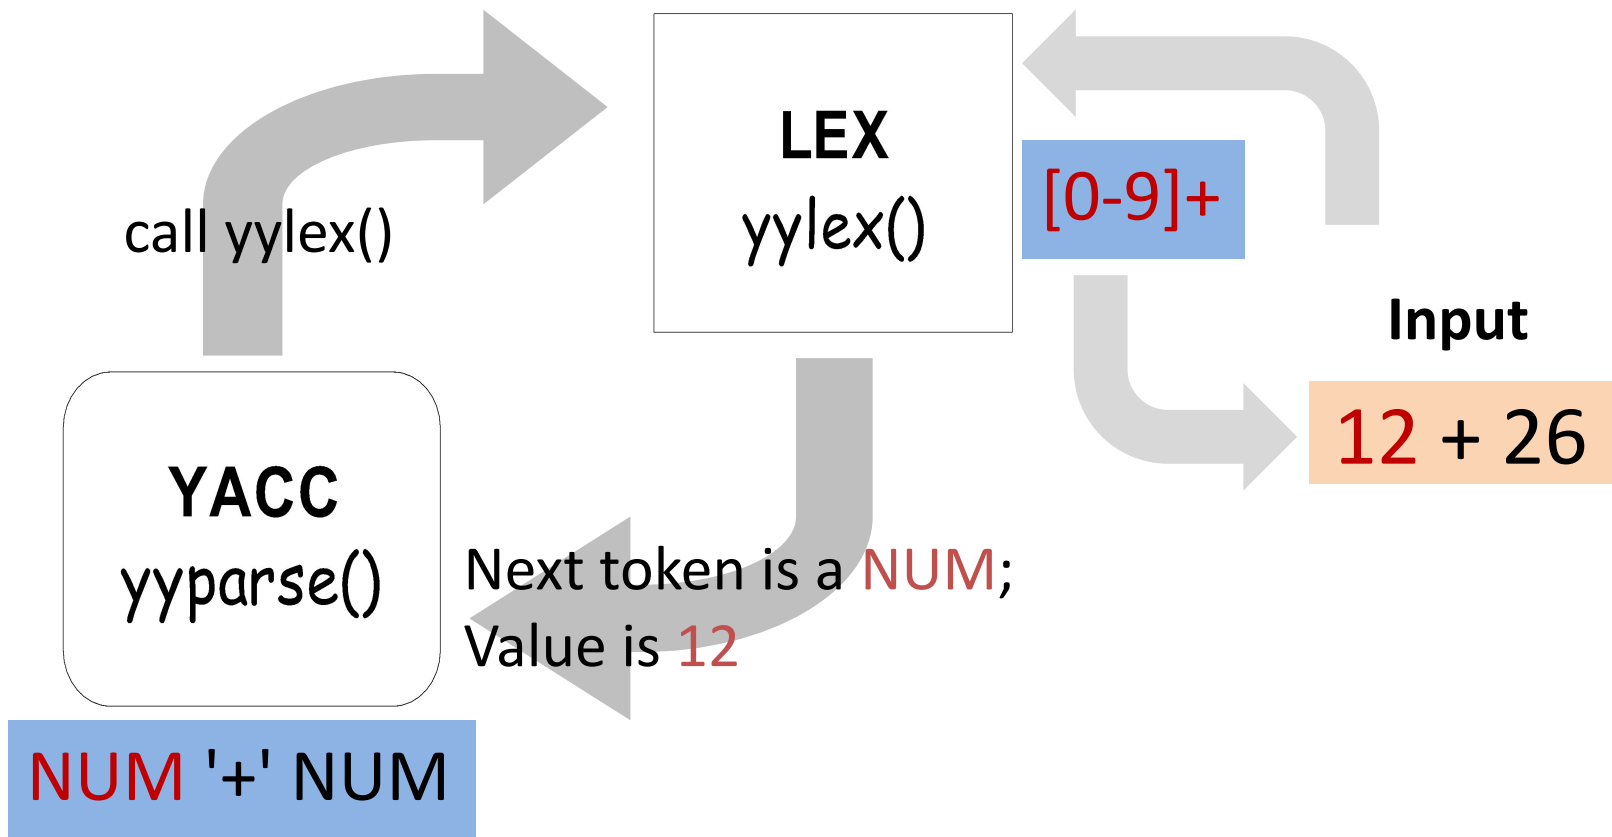 LEX
yylex()
[0-9]+
call yylex()
Input
12 + 26
YACC
yyparse()
Next token is a NUM;
Value is 12
NUM '+' NUM